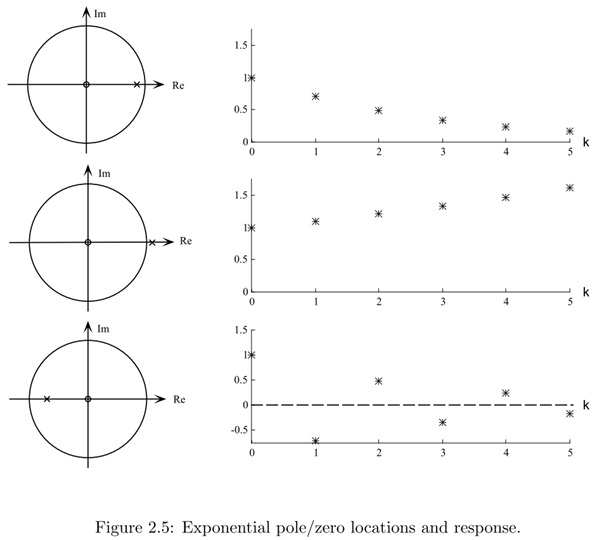 Im
Re
1.5
1
0.5
0
0 1 2 3 4 5 k
Im
Re
1.5
1
0.5
0
0 1 2 3 4 5 k
Im
Re
1.5
1
0.5
0
k
-0.5
0 1 2 3 4 5
Figure 2.5: Exponential pole/zero locations and response.